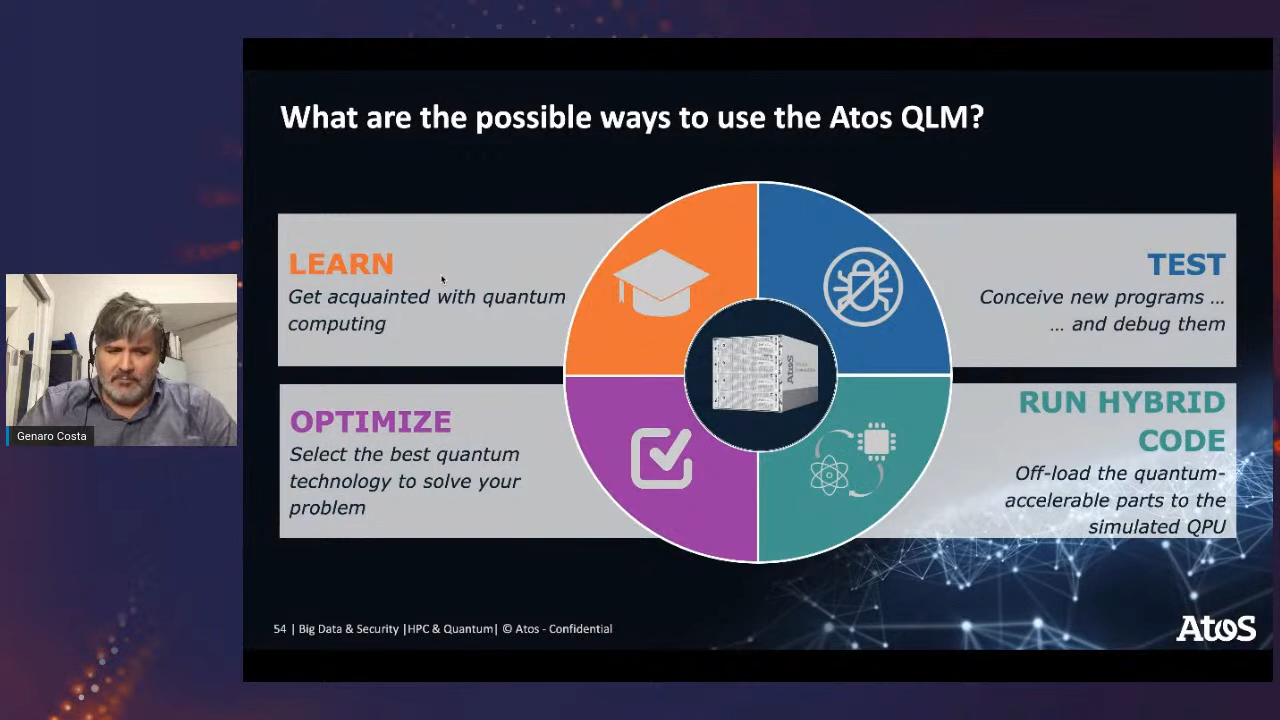 What are the possible ways to use the Atos QLM?
LEARN
Get acquainted with quantum
computing
TEST
Conceive new programs ...
... and debug them
OPTIMIZE
Select the best quantum
technology to solve your
problem
RUN HYBRID
CODE
Off-load the quantum-
accelerable parts to the
simulated QPU
Atos
Genaro Costa
54 | Big Data & Security |HPC & Quantum| © Atos - Confidential
Atos